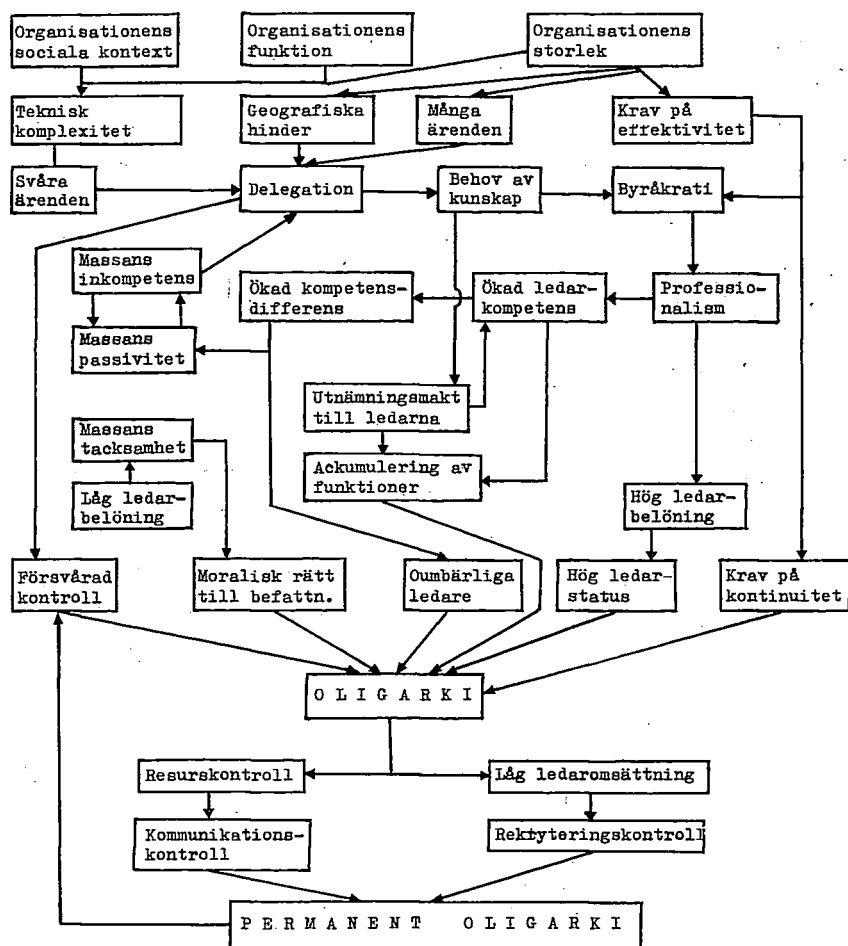 Organisationens
sociala kontext
Organisationens
funktion
Organisationens
storlek
Teknisk
komplexitet
Geografiska
hinder
Många
ärenden
Krav på
effektivitet
Svåra
ärenden
Delegation
Behov av
kunskap
Byråkrati
Massans
inkompetens
Ökad kompetens-
differens
Ökad ledar-
kompetens
Professio-
nalism
Massans
passivitet
Utnämningsmakt
till ledarna
Massans
tacksamhet
Ackumulering av
funktioner
Låg ledar-
belöning
Hög ledar-
belöning
Försvårad
kontroll
Moralisk rätt
till befattn.
Oumbärliga
ledare
Hög ledar-
status
Krav på
kontinuitet
O L I G A R K I
Resurskontroll
Låg ledaromsättning
Kommunikations-
kontroll
Rekryteringskontroll
P E R M A N E N T O L I G A R K I